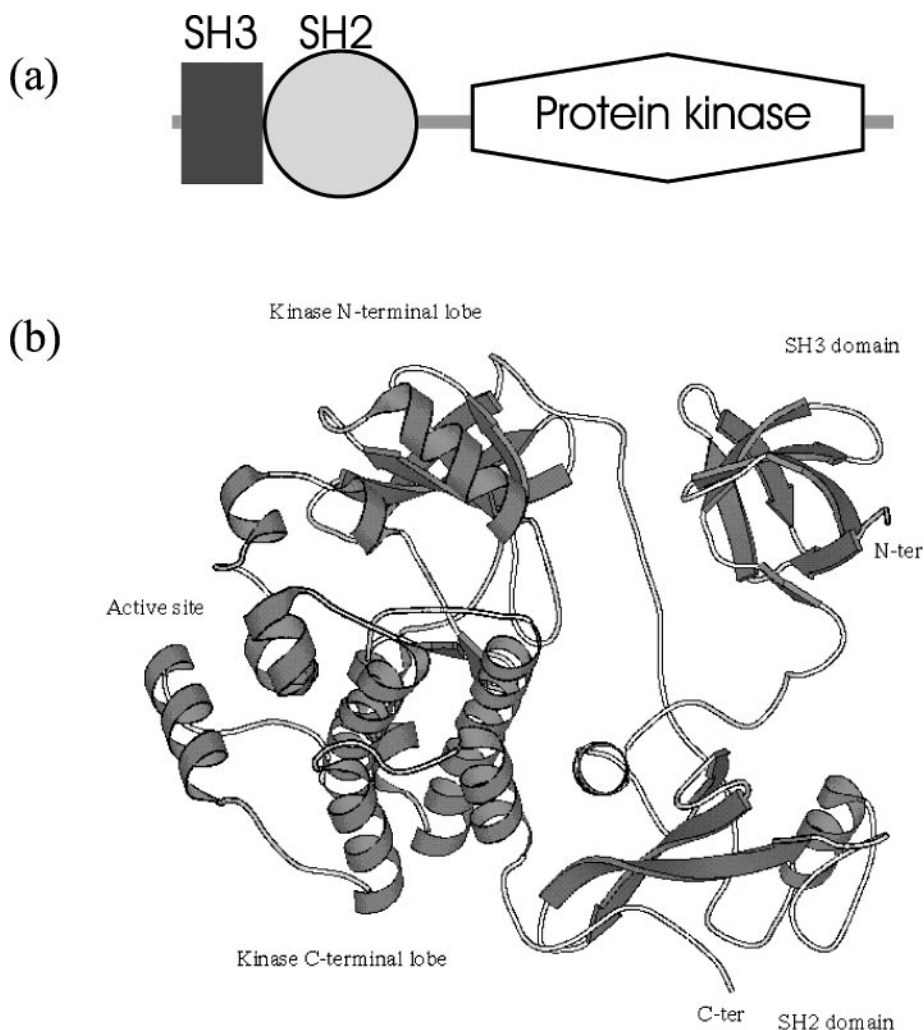 (a)
SH3 SH2
Protein kinase
(b)
Kinase N-terminal lobe
SH3 domain
N-ter
Active site
Kinase C-terminal lobe
C-ter
SH2 domain